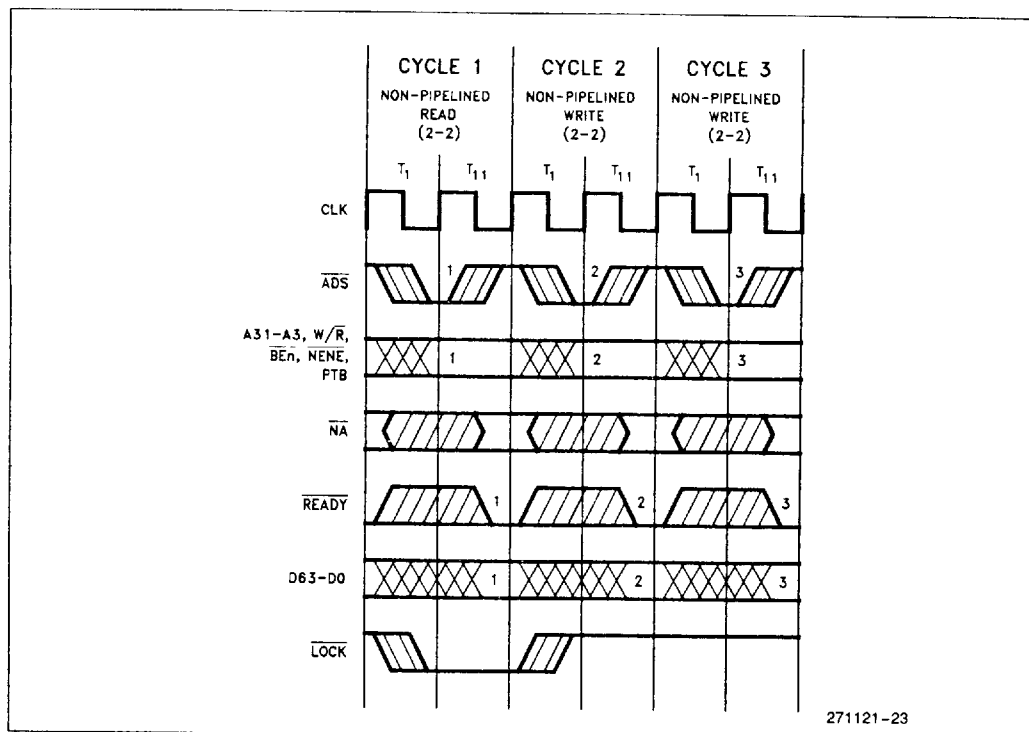 CYCLE 1 CYCLE 2 CYCLE 3
NON-PIPELINED NON-PIPELINED NON-PIPELINED
READ WRITE WRITE
(2-2) (2-2) (2-2)
T1 T11 T1 T11 T1 T11
CLK
ADS 1 2 3
A31-A3, W/R,
BEn, NENE, 1 2 3
PTB
NA
READY 1 2 3
D63-D0 1 2 3
LOCK
271121-23